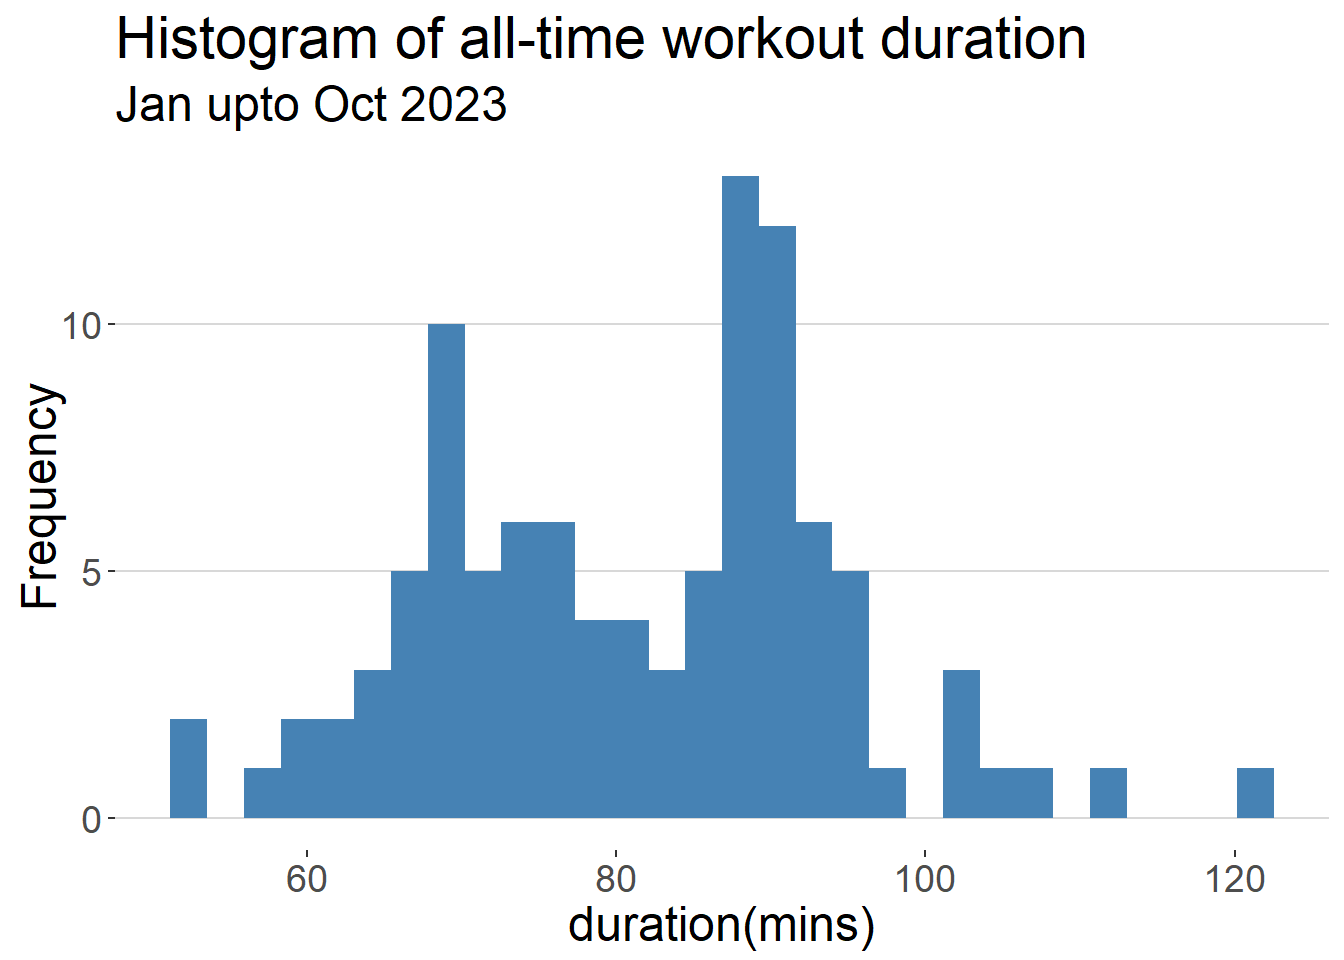 Histogram of all-time workout duration
Jan upto Oct 2023
Frequency
10
5
0
60 80 100 120
duration(mins)